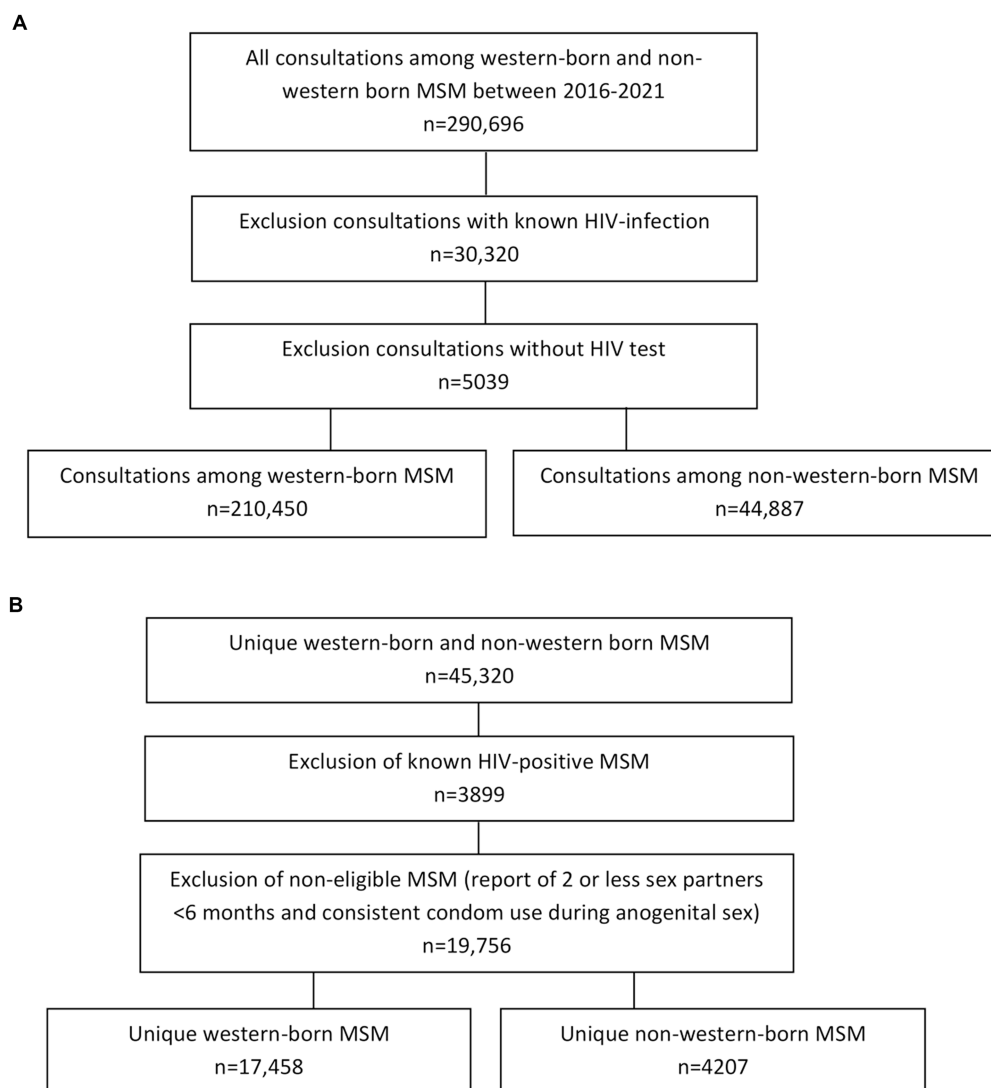 A
All consultations among western-born and non-
western born MSM between 2016-2021
n=290,696
Exclusion consultations with known HIV-infection
n=30,320
Exclusion consultations without HIV test
n=5039
Consultations among western-born MSM
n=210,450
Consultations among non-western-born MSM
n=44,887
B
Unique western-born and non-western born MSM
n=45,320
Exclusion of known HIV-positive MSM
n=3899
Exclusion of non-eligible MSM (report of 2 or less sex partners
<6 months and consistent condom use during anogenital sex)
n=19,756
Unique western-born MSM
n=17,458
Unique non-western-born MSM
n=4207